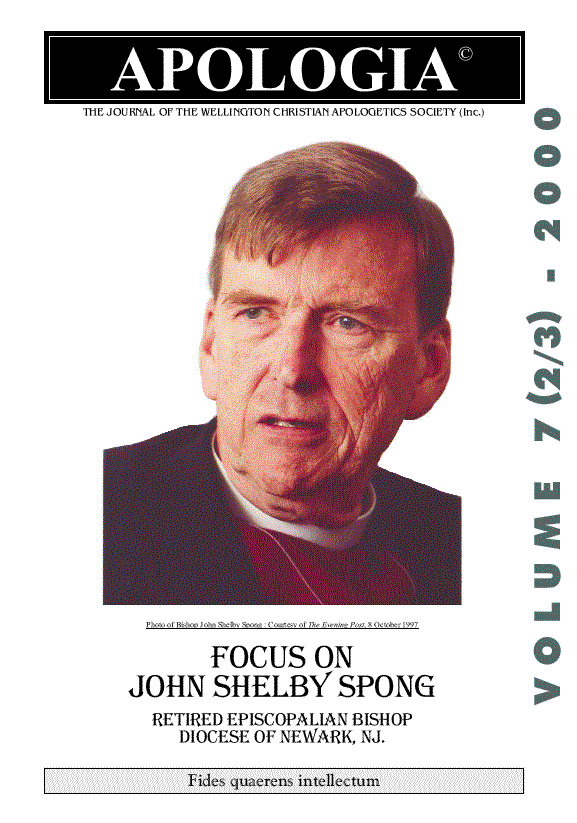 APOLOGIA©
THE JOURNAL OF THE WELLINGTON CHRISTIAN APOLOGETICS SOCIETY (Inc.)
VOLUME 7 (2/3) - 2000
Photo of Bishop John Shelby Spong : Courtesy of The Evening Post, 8 October 1997
FOCUS ON
JOHN SHELBY SPONG
RETIRED EPISCOPALIAN BISHOP
DIOCESE OF NEWARK, NJ.
Fides quaerens intellectum